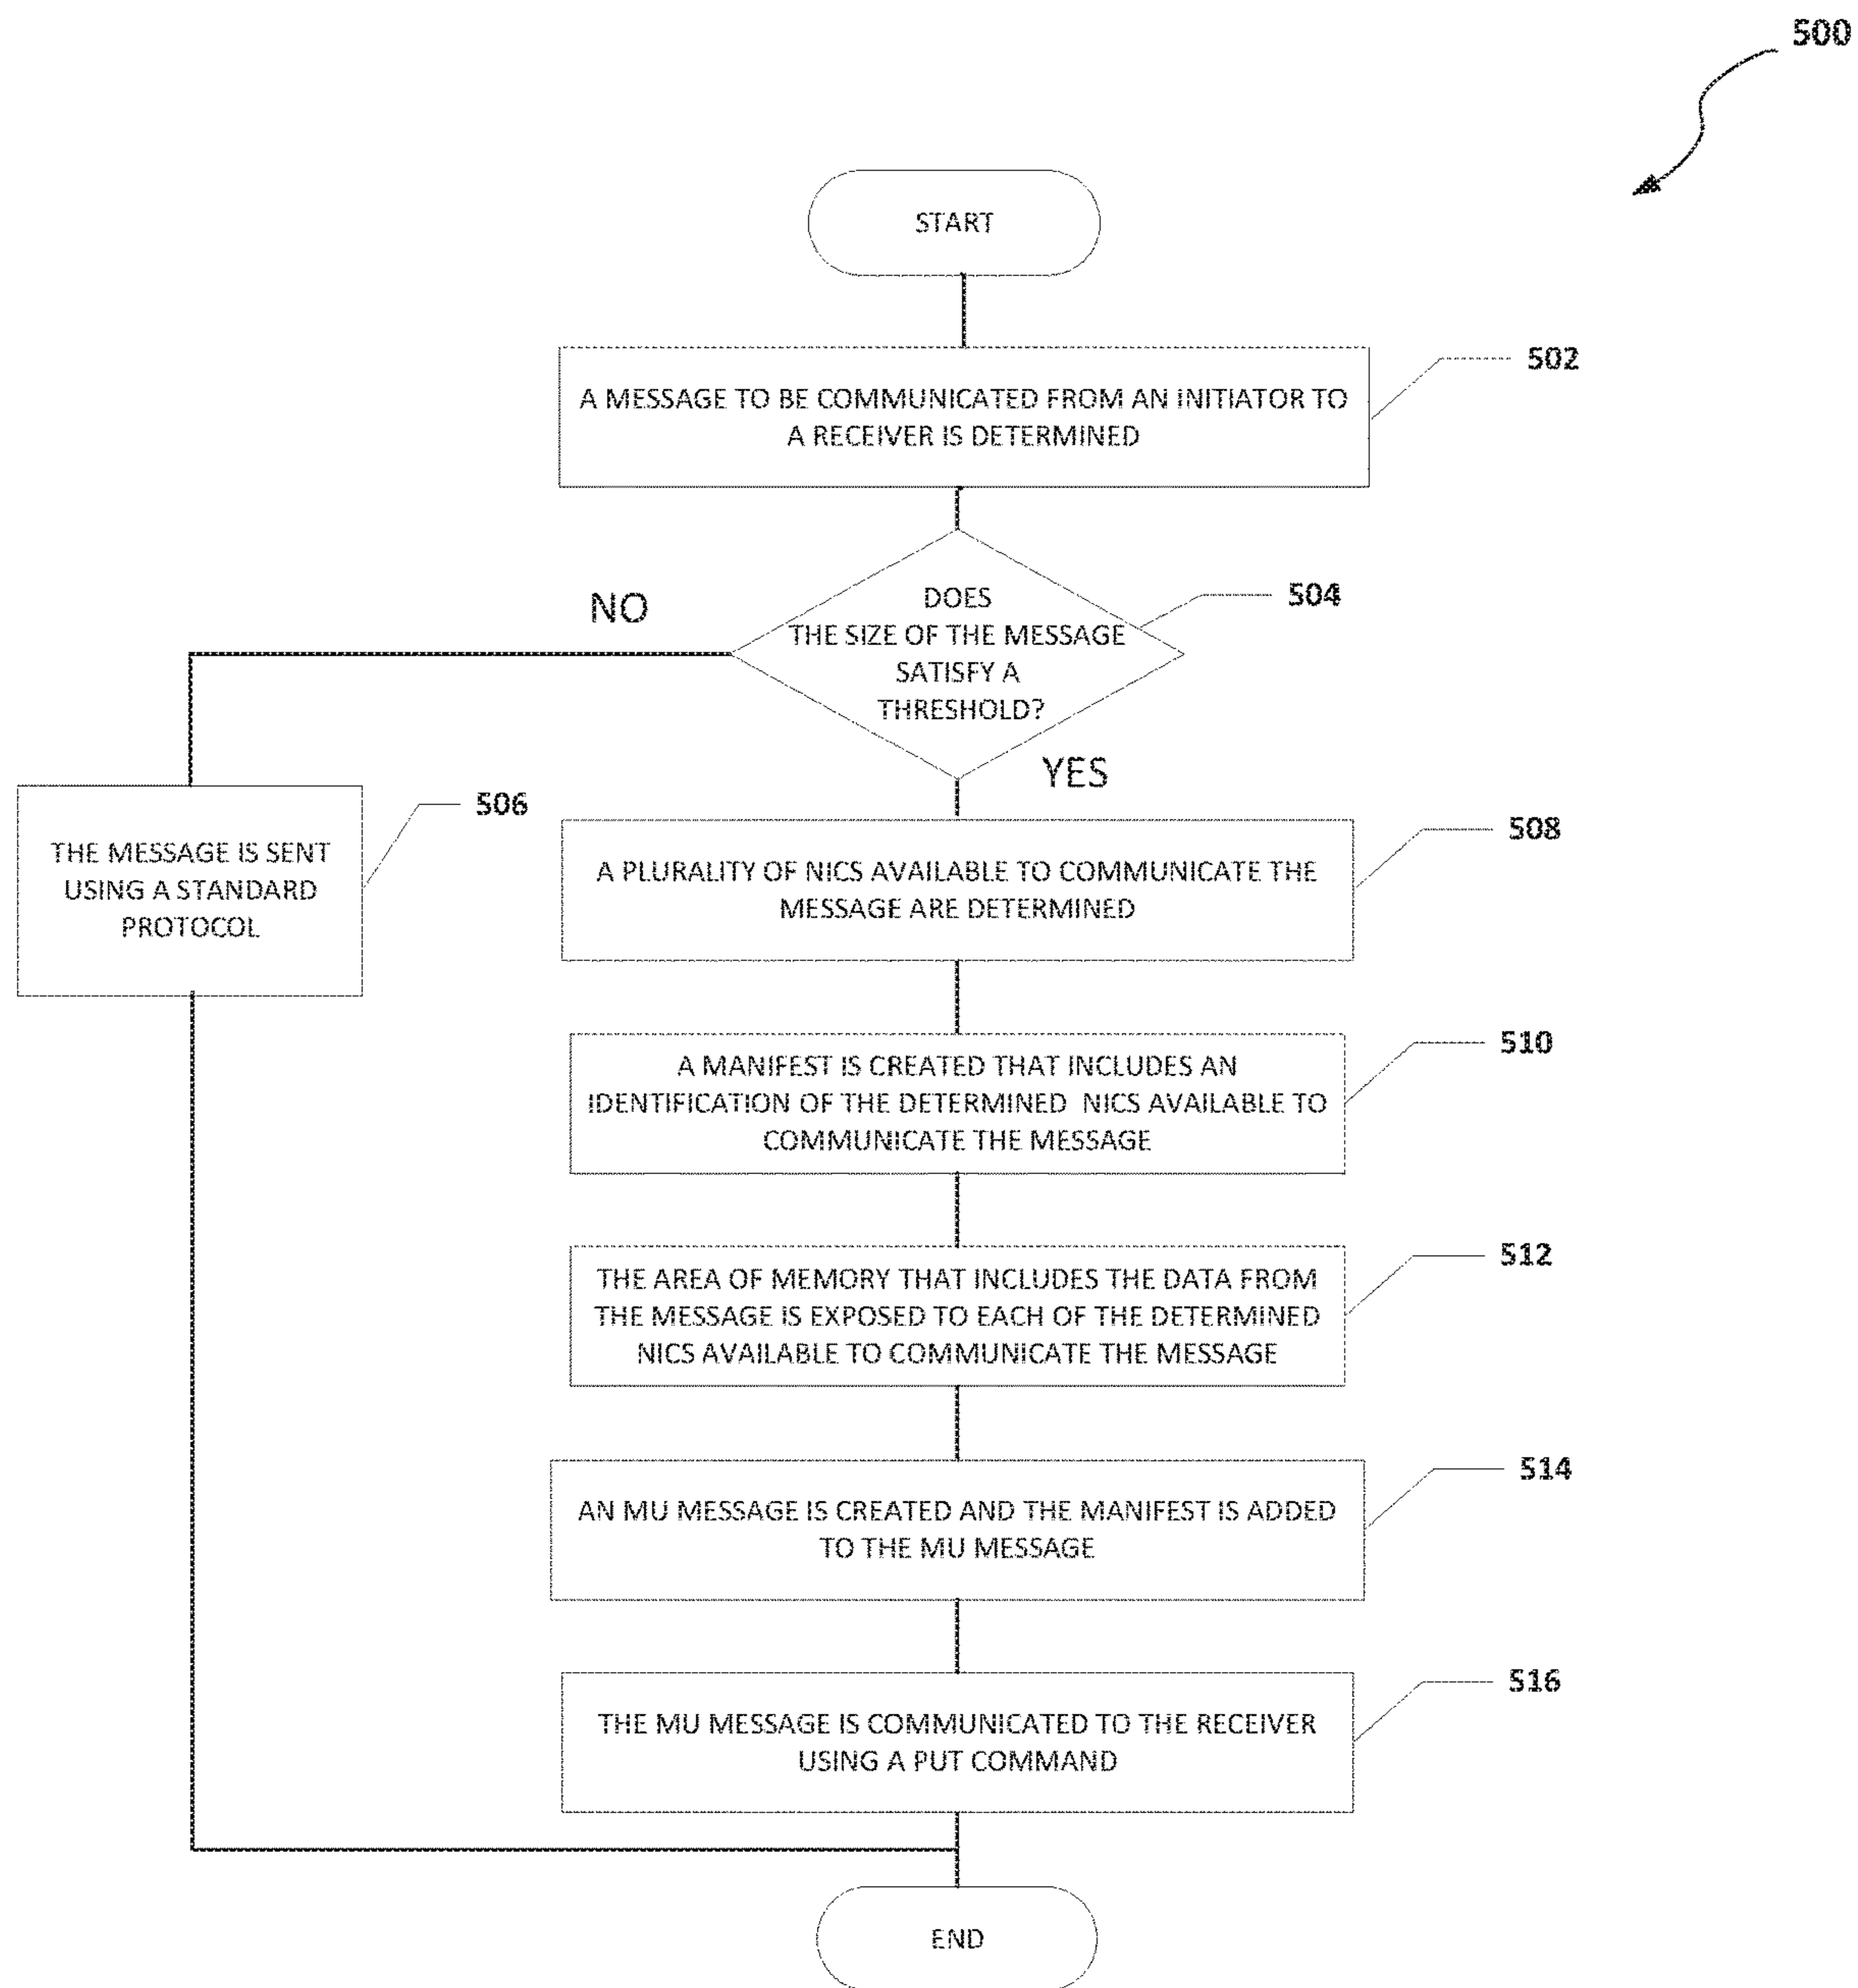 500
START
502
A MESSAGE TO BE COMMUNICATED FROM AN INITIATOR TO
A RECEIVER IS DETERMINED
504
NO
DOES
THE SIZE OF THE MESSAGE
SATISFY A
THRESHOLD?
YES
506
THE MESSAGE IS SENT
USING A STANDARD
PROTOCOL
508
A PLURALITY OF NICS AVAILABLE TO COMMUNICATE THE
MESSAGE ARE DETERMINED
510
A MANIFEST IS CREATED THAT INCLUDES AN
IDENTIFICATION OF THE DETERMINED NICS AVAILABLE TO
COMMUNICATE THE MESSAGE
512
THE AREA OF MEMORY THAT INCLUDES THE DATA FROM
THE MESSAGE IS EXPOSED TO EACH OF THE DETERMINED
NICS AVAILABLE TO COMMUNICATE THE MESSAGE
514
AN MU MESSAGE IS CREATED AND THE MANIFEST IS ADDED
TO THE MU MESSAGE
516
THE MU MESSAGE IS COMMUNICATED TO THE RECEIVER
USING A PUT COMMAND
END